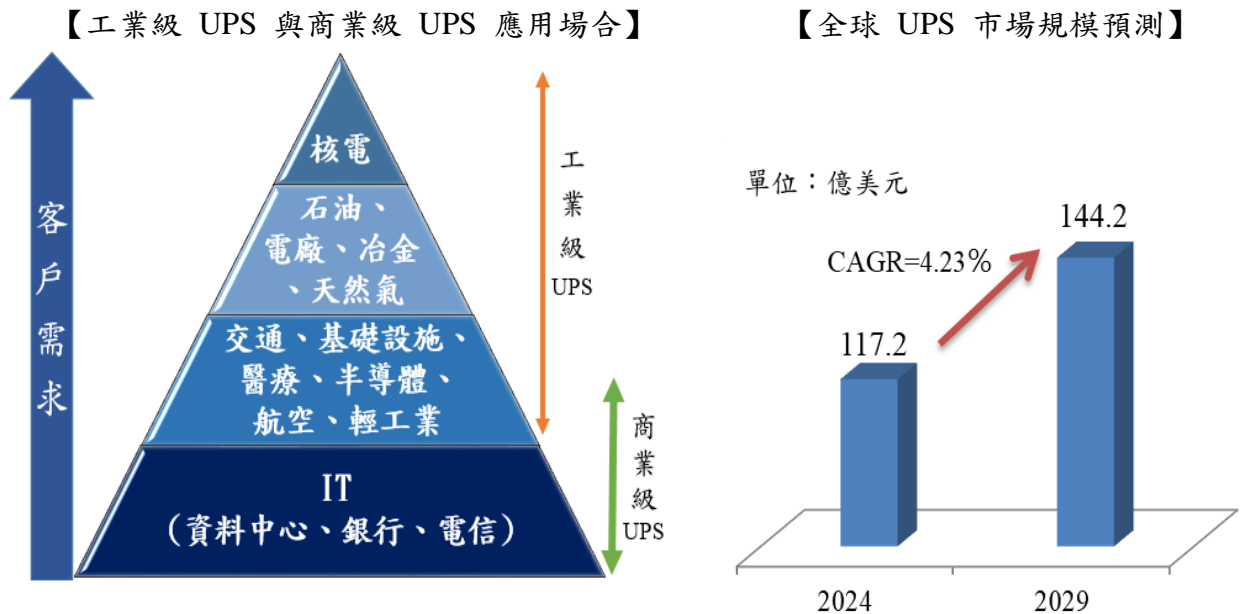 【工業級 UPS 與商業級 UPS 應用場合】
客戶需求
核電
石油、
電廠、冶金
、天然氣
交通、基礎設施、
醫療、半導體、
航空、輕工業
IT
(資料中心、銀行、電信)
工業級
UPS
商業級
UPS
【全球 UPS 市場規模預測】
單位：億美元
144.2
CAGR=4.23%
117.2
2024
2029